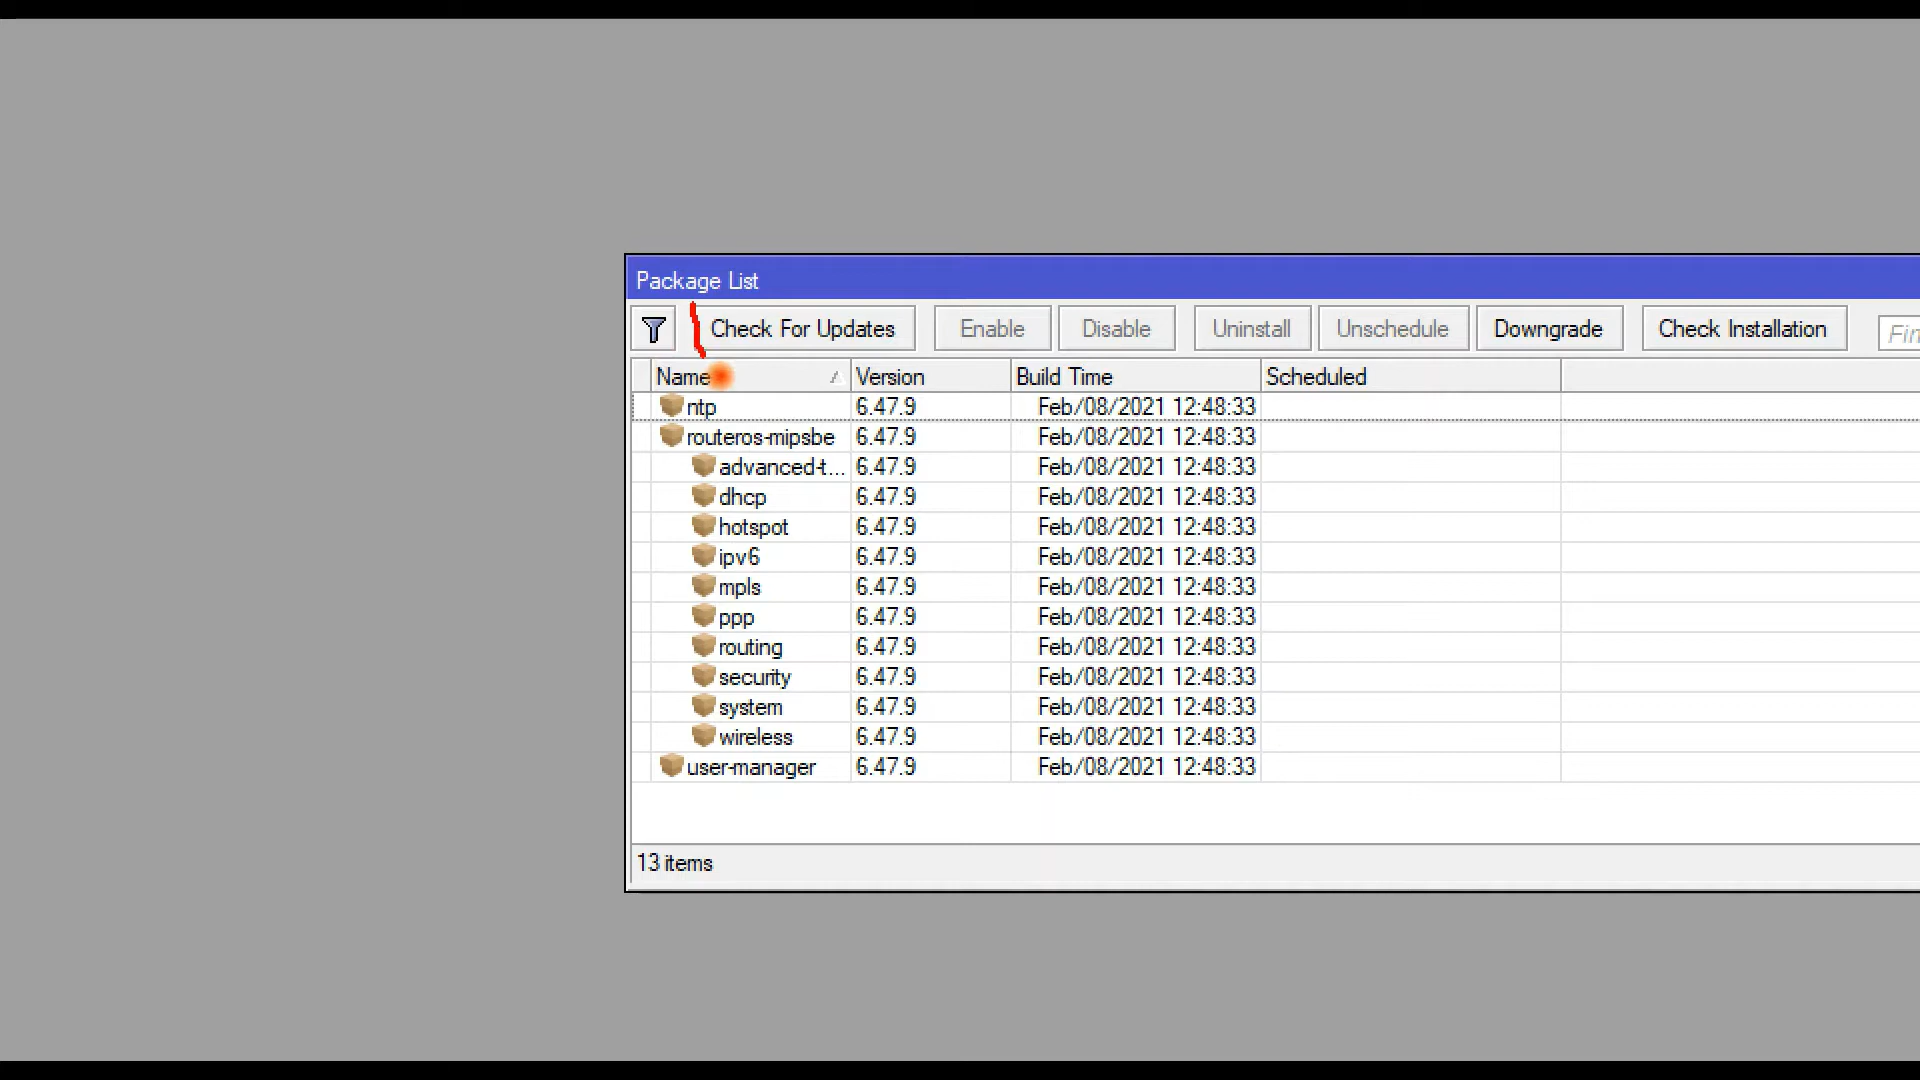 Package List
Check For Updates Enable Disable Uninstall Unschedule Downgrade Check Installation
Name Version Build Time Scheduled
ntp 6.47.9 Feb/08/2021 12:48:33
routeros-mipsbe 6.47.9 Feb/08/2021 12:48:33
advanced-t... 6.47.9 Feb/08/2021 12:48:33
dhcp 6.47.9 Feb/08/2021 12:48:33
hotspot 6.47.9 Feb/08/2021 12:48:33
ipv6 6.47.9 Feb/08/2021 12:48:33
mpls 6.47.9 Feb/08/2021 12:48:33
ppp 6.47.9 Feb/08/2021 12:48:33
routing 6.47.9 Feb/08/2021 12:48:33
security 6.47.9 Feb/08/2021 12:48:33
system 6.47.9 Feb/08/2021 12:48:33
wireless 6.47.9 Feb/08/2021 12:48:33
user-manager 6.47.9 Feb/08/2021 12:48:33
13 items